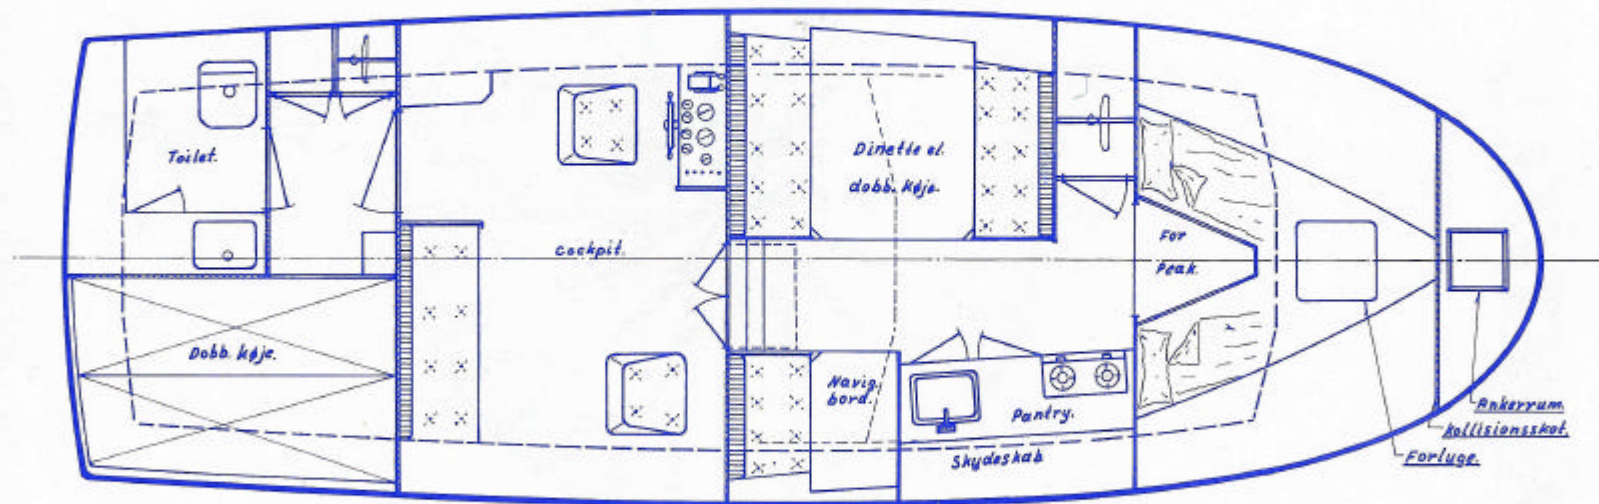 Toilet.
Dobb. køje.
Cockpit.
Dinette el.
dobb. køje.
Navig.
bord.
Pantry.
Skydeskab
For
Peak.
Ankerrum.
Kollisionsskot.
Forluge.